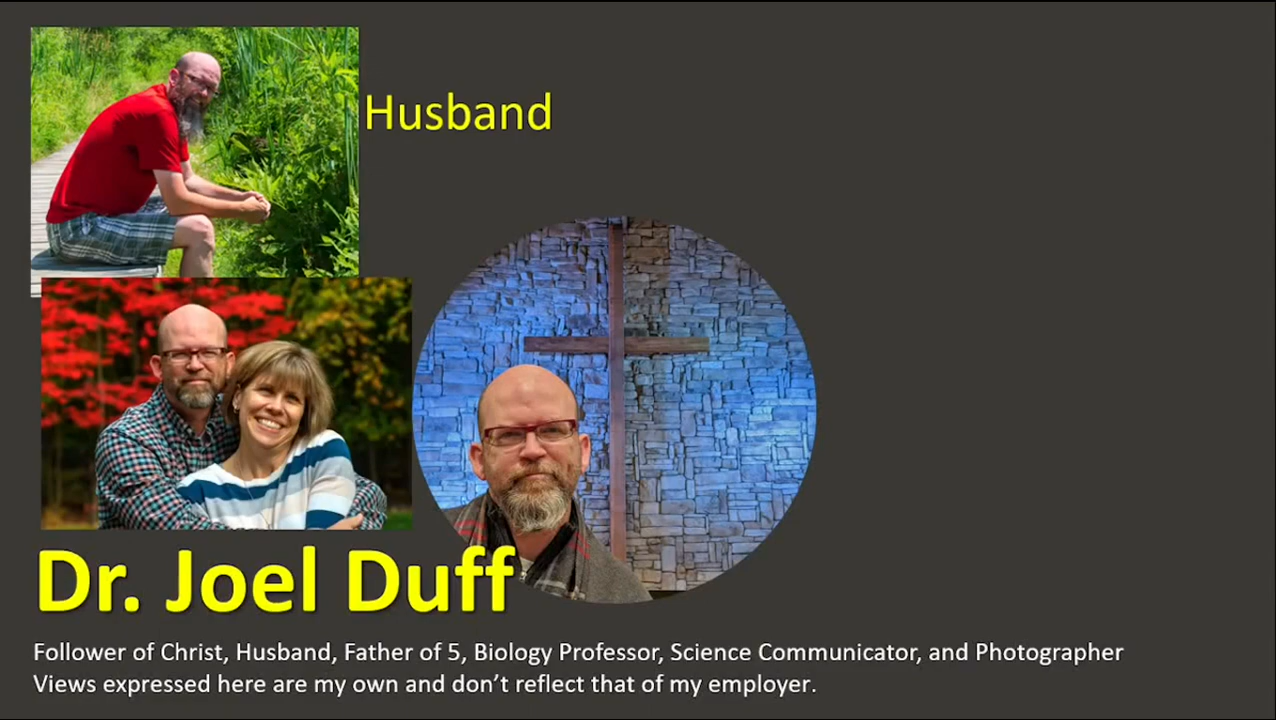 Husband
Dr. Joel Duff
Follower of Christ, Husband, Father of 5, Biology Professor, Science Communicator, and Photographer
Views expressed here are my own and don’t reflect that of my employer.